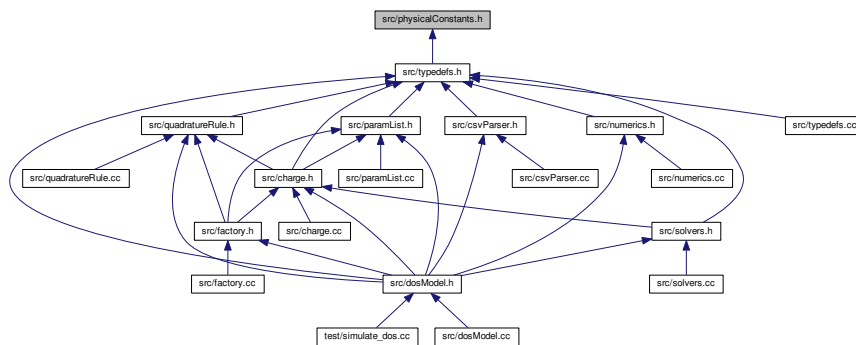 src/physicalConstants.h
src/typedefs.h
src/quadratureRule.h
src/paramList.h
src/csvParser.h
src/numerics.h
src/typedefs.cc
src/quadratureRule.cc
src/charge.h
src/paramList.cc
src/csvParser.cc
src/numerics.cc
src/factory.h
src/charge.cc
src/solvers.h
src/factory.cc
src/dosModel.h
src/solvers.cc
test/simulate_dos.cc
src/dosModel.cc